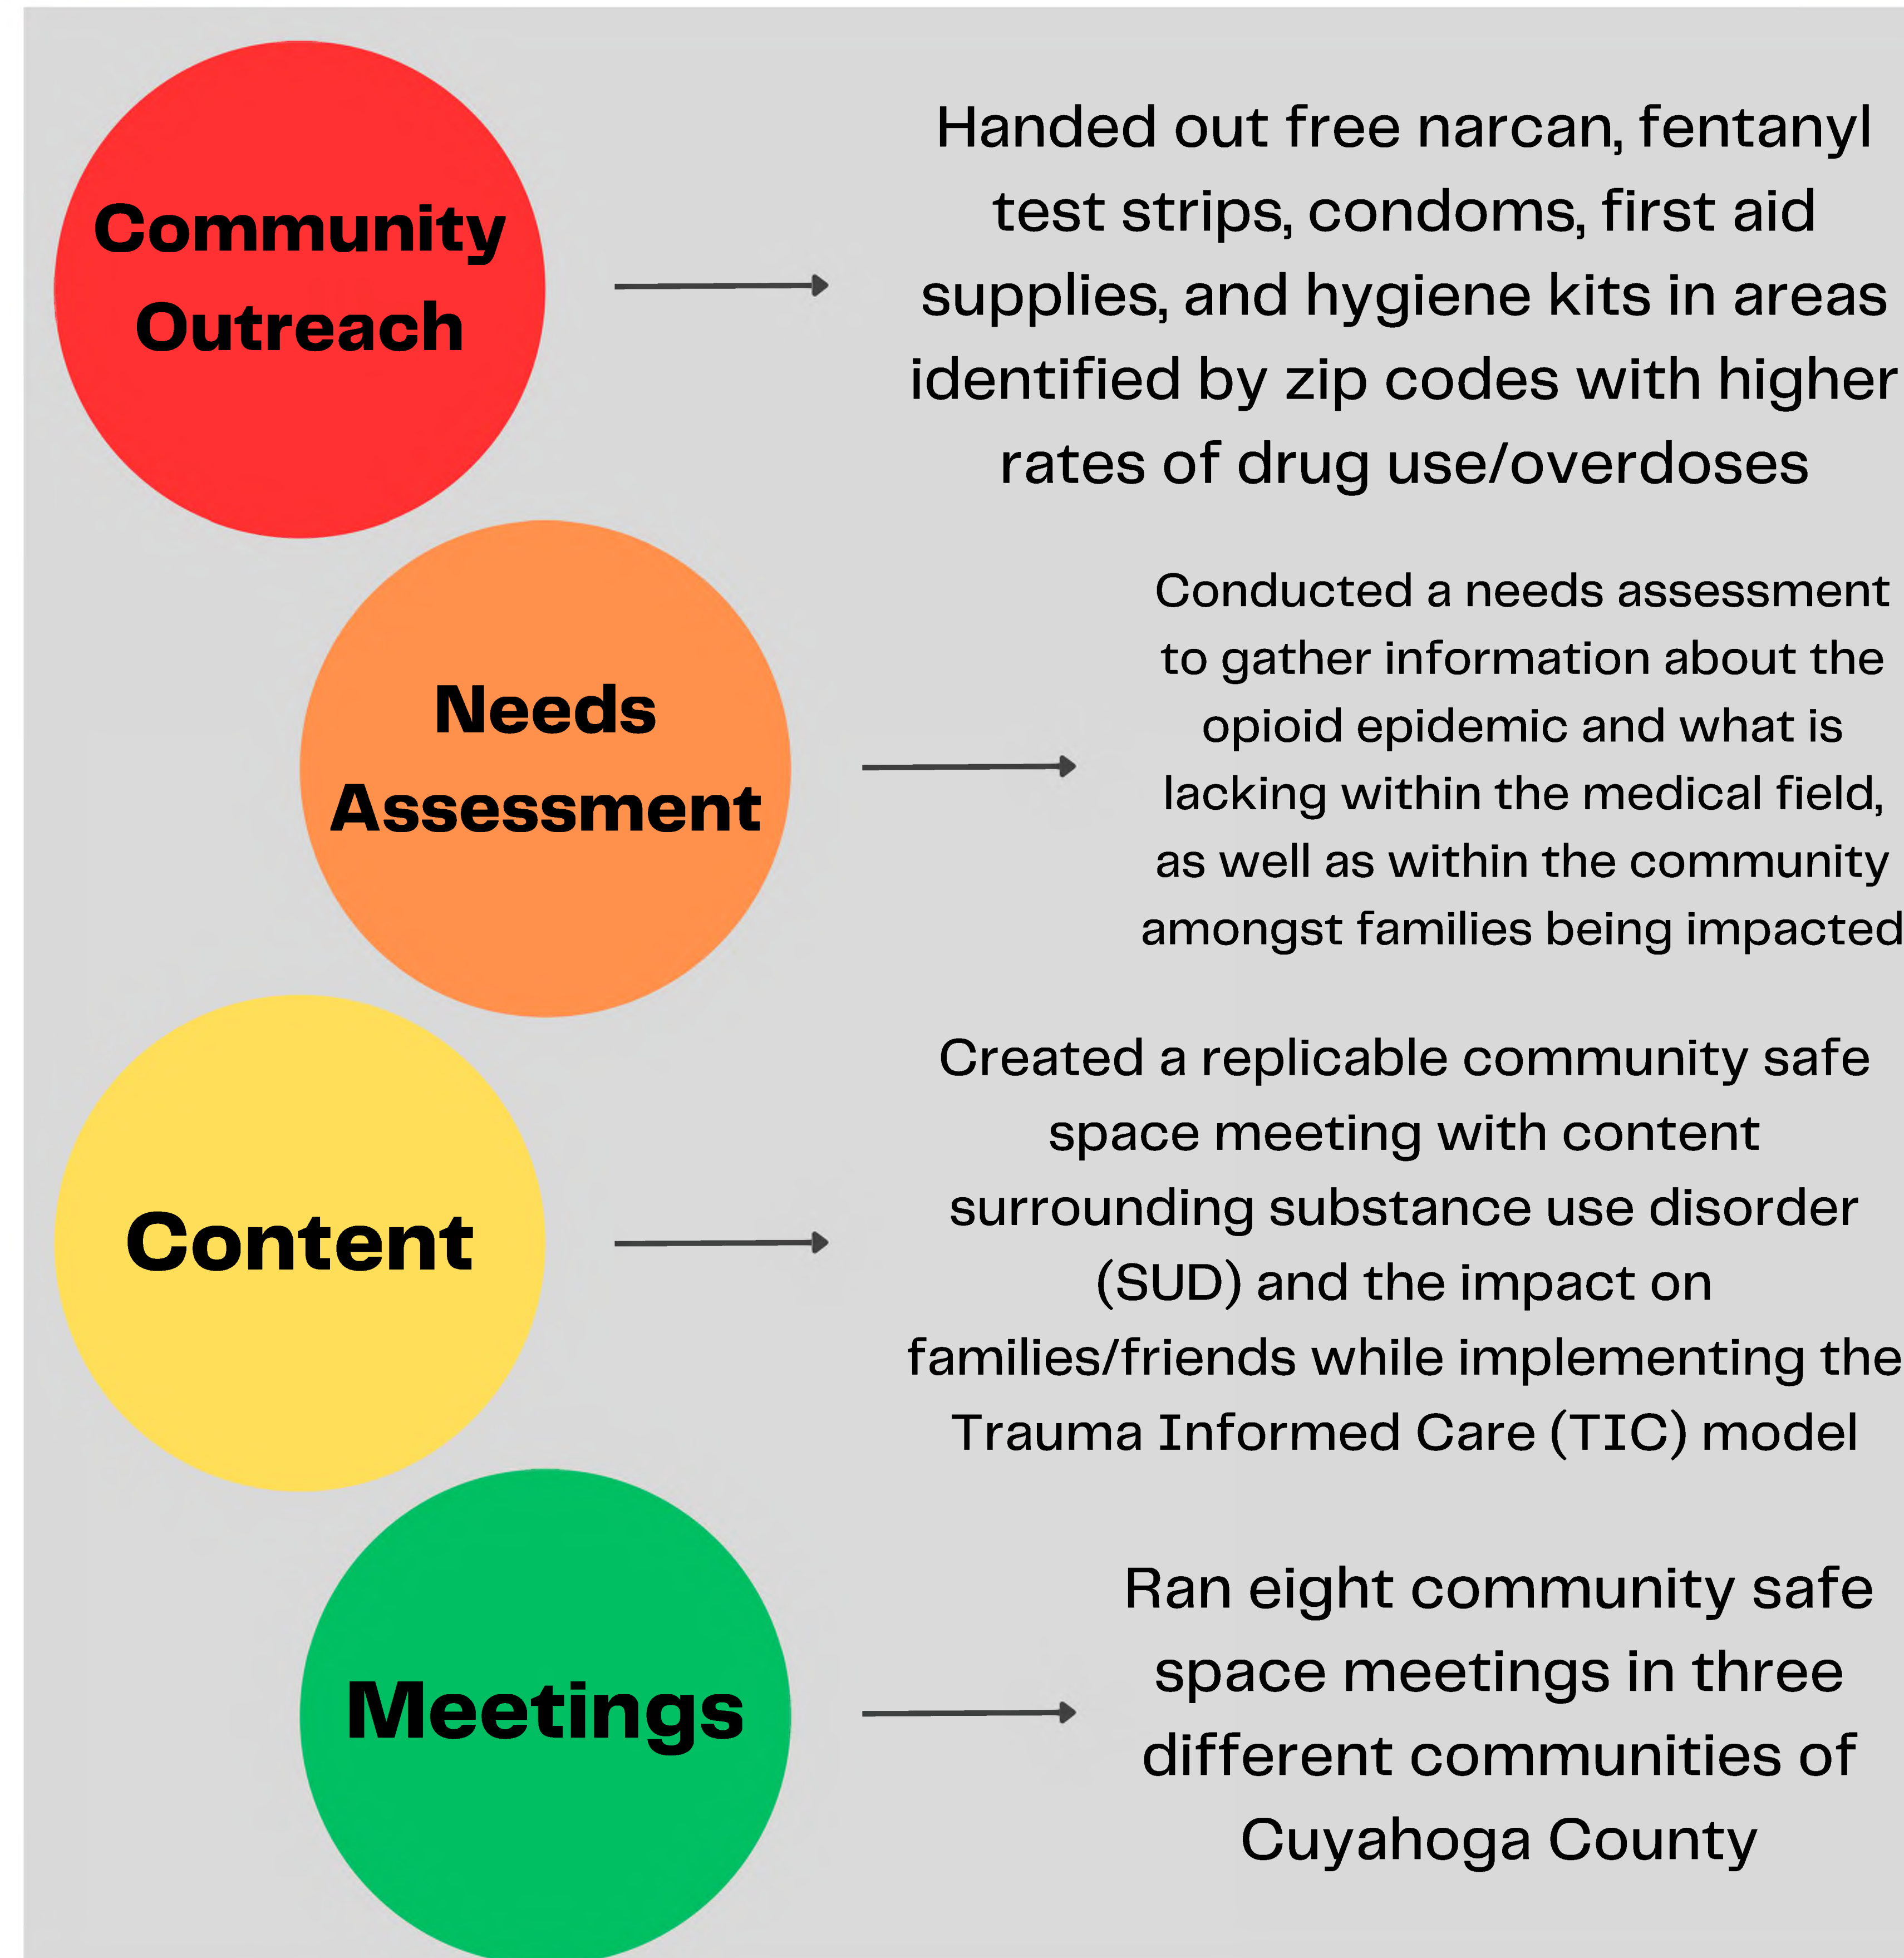 Community
Outreach
Handed out free narcan, fentanyl
test strips, condoms, first aid
supplies, and hygiene kits in areas
identified by zip codes with higher
rates of drug use/overdoses
Needs
Assessment
Conducted a needs assessment
to gather information about the
opioid epidemic and what is
lacking within the medical field,
as well as within the community
amongst families being impacted
Content
Created a replicable community safe
space meeting with content
surrounding substance use disorder
(SUD) and the impact on
families/friends while implementing the
Trauma Informed Care (TIC) model
Meetings
Ran eight community safe
space meetings in three
different communities of
Cuyahoga County